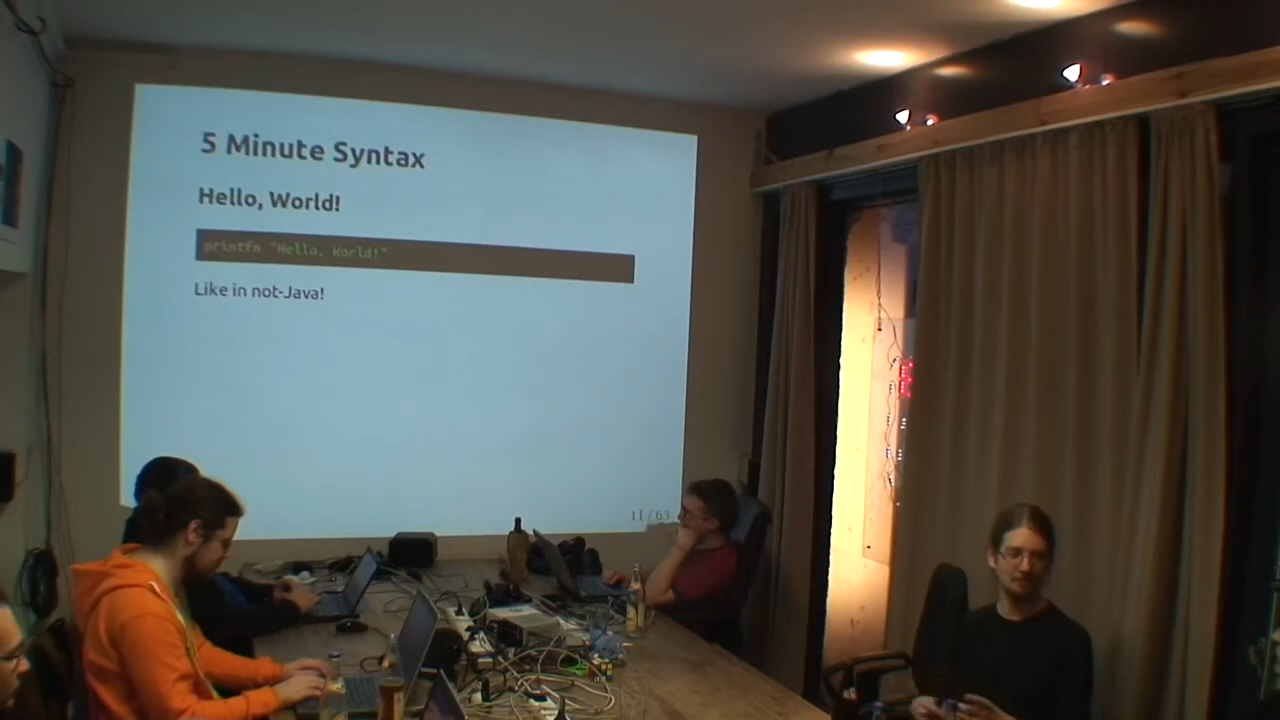 5 Minute Syntax
Hello, World!
printfn "Hello, World!"
Like in not-Java!
11 / 63